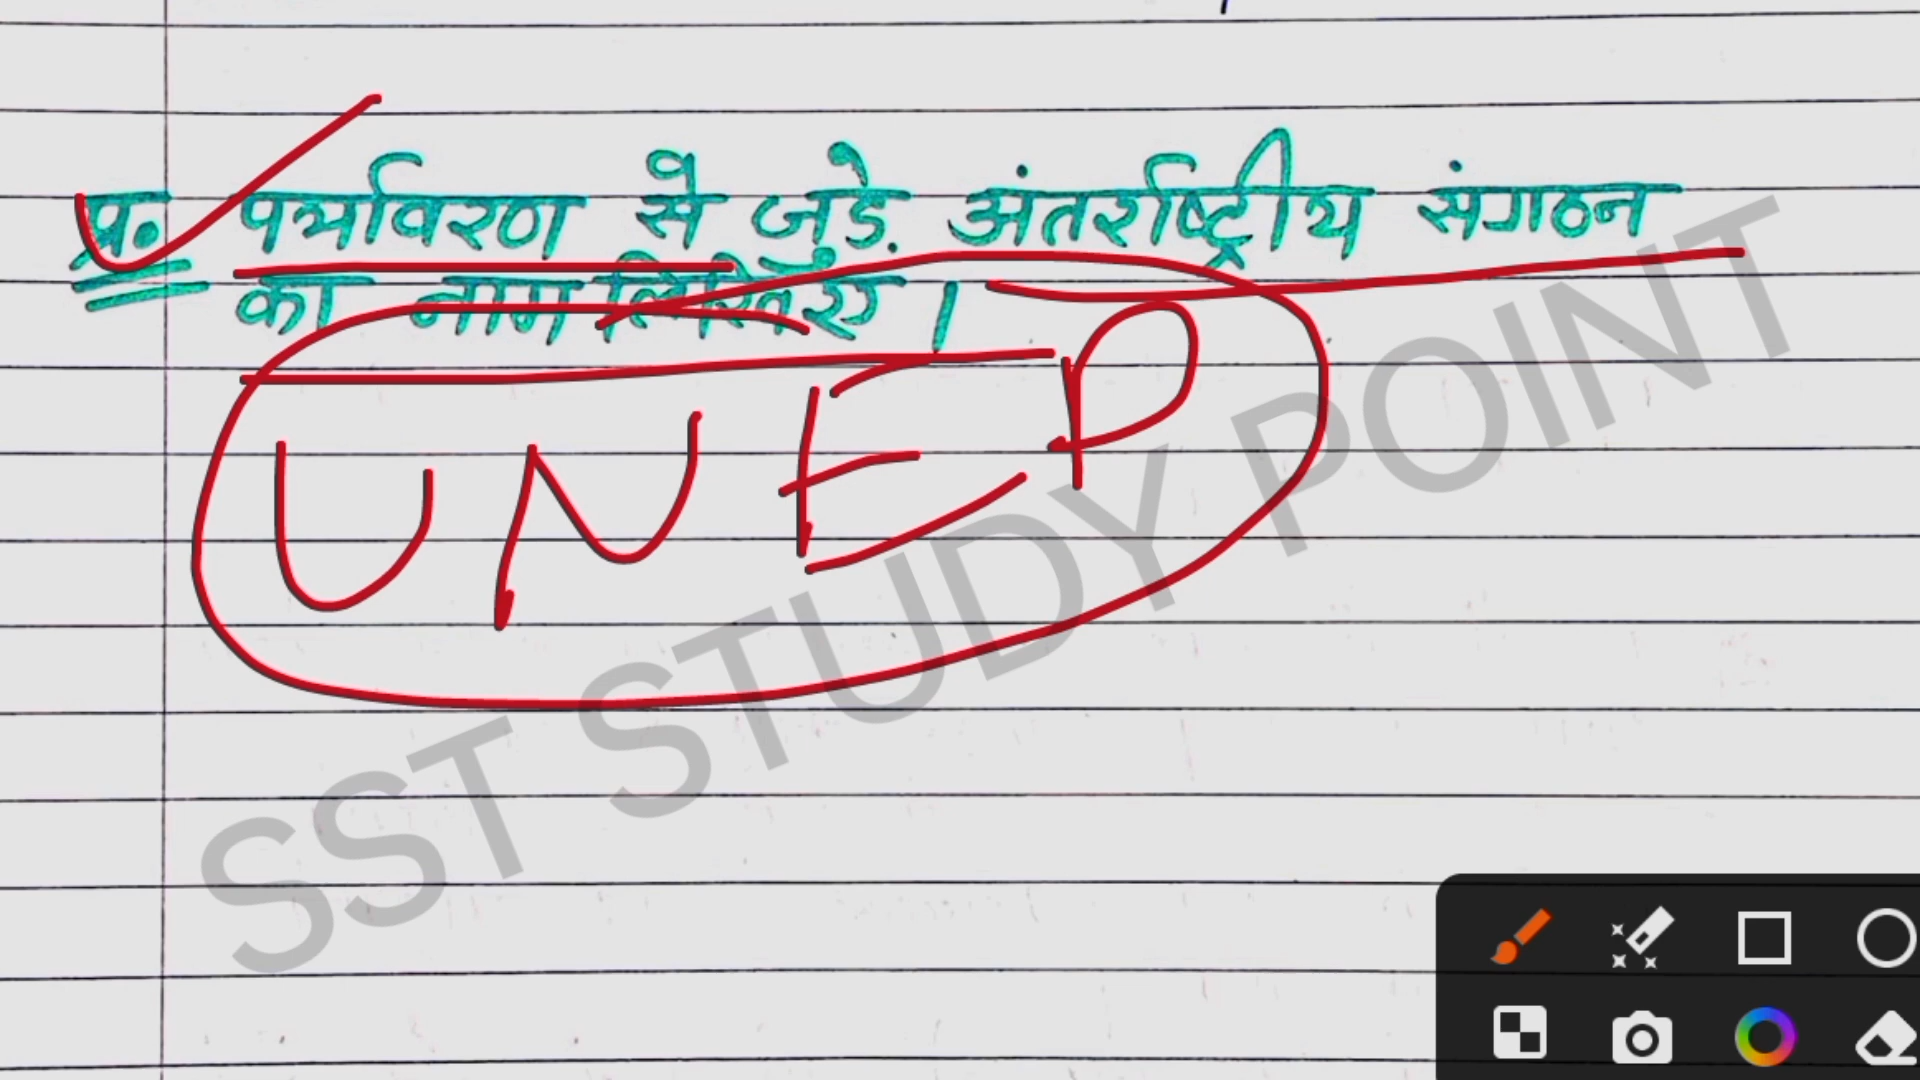 प्र. पर्यावरण से जुड़े अंतर्राष्ट्रीय संगठन
का नाम लिखिए।
UNEP
SST STUDY POINT